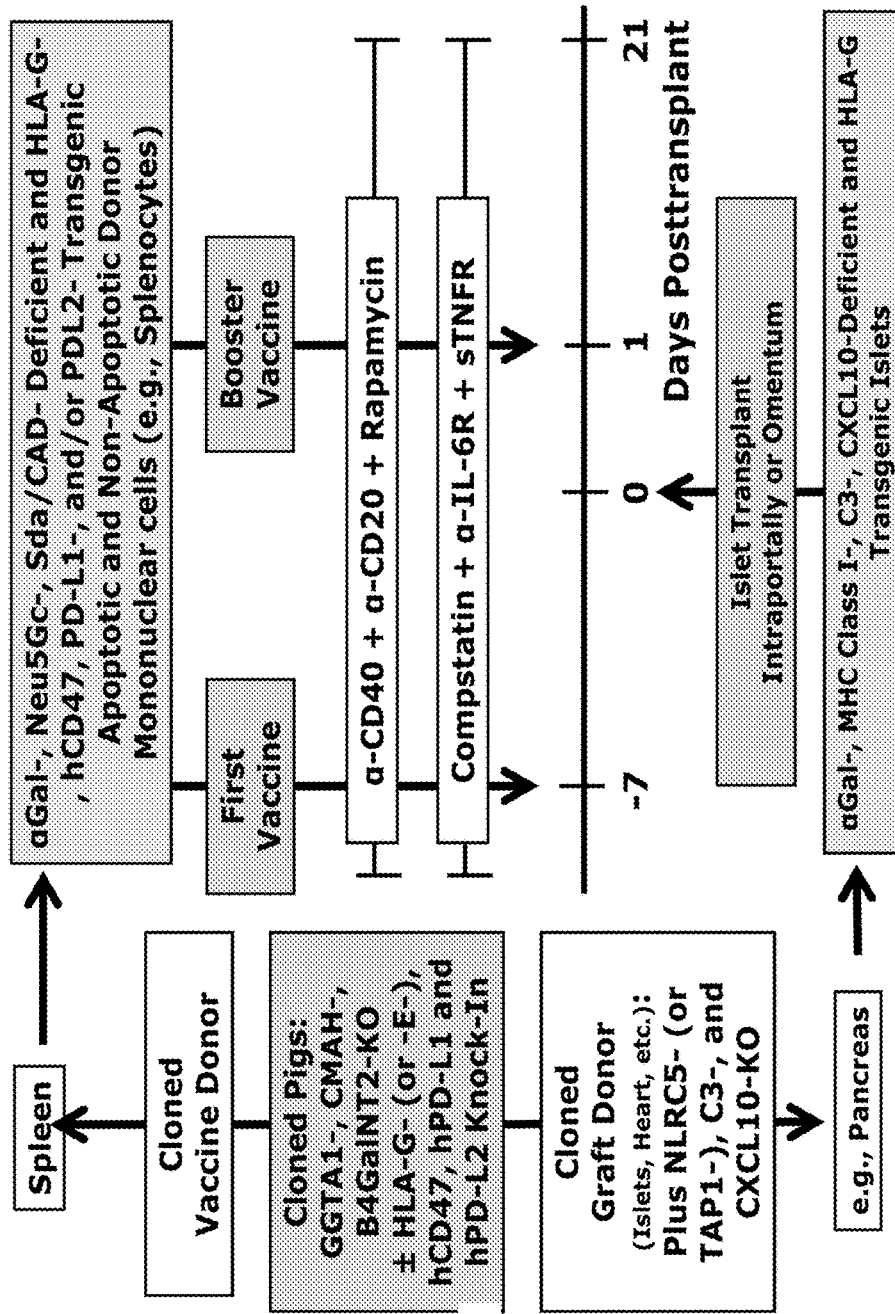 Spleen
Cloned
Vaccine Donor
Cloned Pigs:
GGTA1-, CMAH-,
B4GalNT2-KO
± HLA-G- (or -E-),
hCD47, hPD-L1 and
hPD-L2 Knock-In
Cloned
Graft Donor
(Islets, Heart, etc.):
Plus NLRC5- (or
TAP1-), C3-, and
CXCL10-KO
e.g., Pancreas
αGal-, Neu5Gc-, Sda/CAD- Deficient and HLA-G-
, hCD47, PD-L1-, and/or PDL2- Transgenic
Apoptotic and Non-Apoptotic Donor
Mononuclear cells (e.g., Splenocytes)
First
Vaccine
Booster
Vaccine
α-CD40 + α-CD20 + Rapamycin
Compstatin + α-IL-6R + sTNFR
-7
0
1
21
Days Posttransplant
Islet Transplant
Intraportally or Omentum
αGal-, MHC Class I-, C3-, CXCL10-Deficient and HLA-G
Transgenic Islets